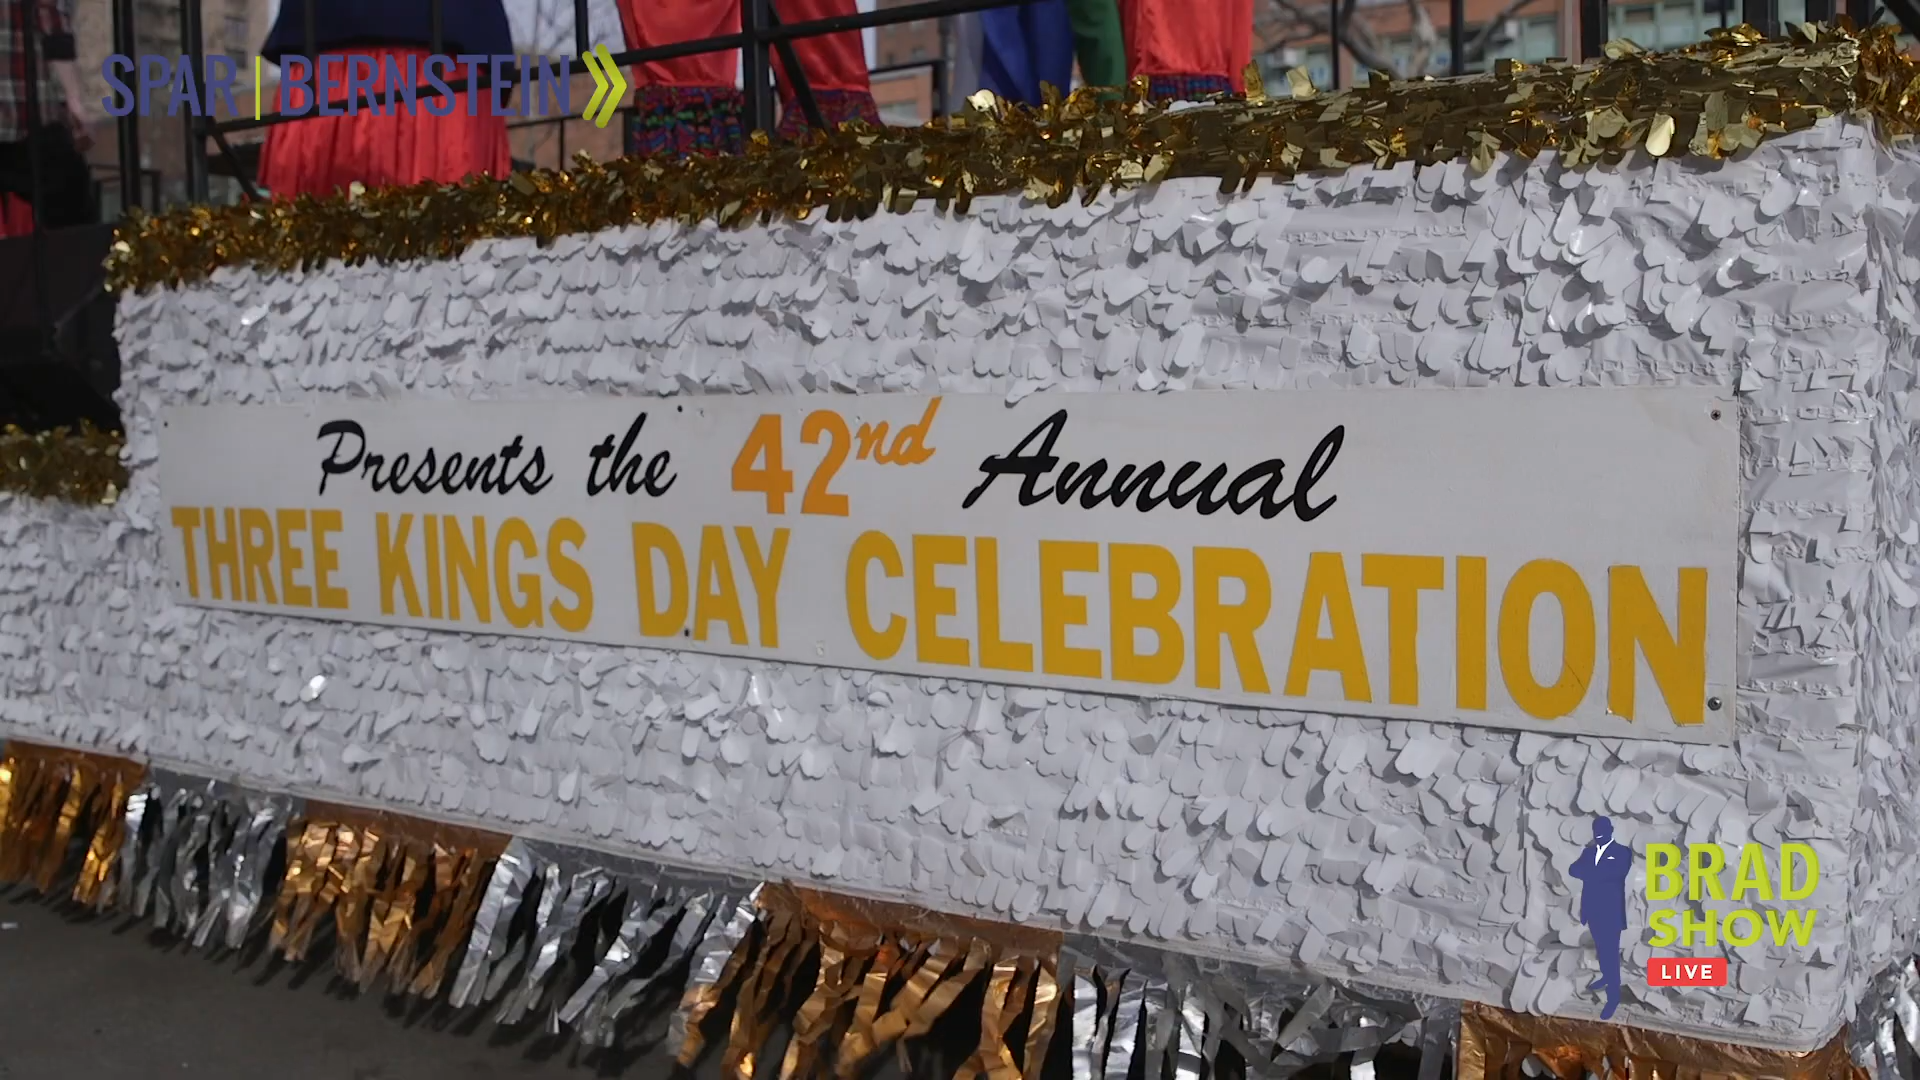 SPAR | BERNSTEIN
Presents the 42nd Annual
THREE KINGS DAY CELEBRATION
BRAD
SHOW
LIVE